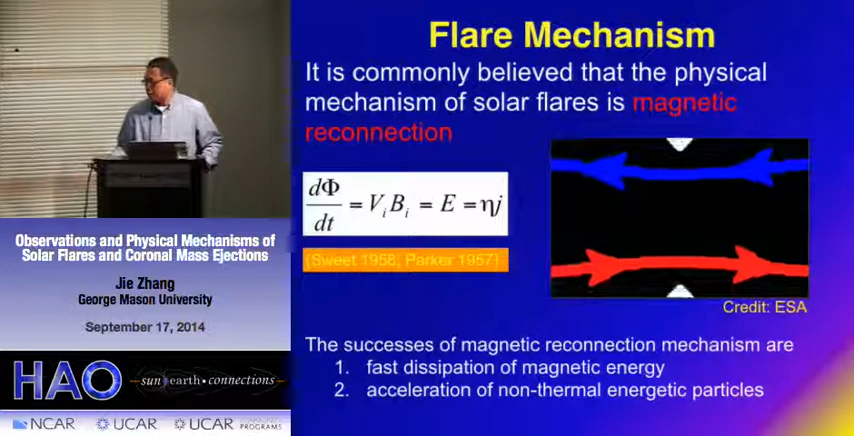 Flare Mechanism
It is commonly believed that the physical
mechanism of solar flares is magnetic
reconnection
dΦ/dt = ViBi = E = ηj
(Sweet 1958, Parker 1957)
Credit: ESA
The successes of magnetic reconnection mechanism are
1. fast dissipation of magnetic energy
2. acceleration of non-thermal energetic particles
Observations and Physical Mechanisms of
Solar Flares and Coronal Mass Ejections
Jie Zhang
George Mason University
September 17, 2014
HAO sun earth • connections
NCAR UCAR UCAR
PROGRAMS